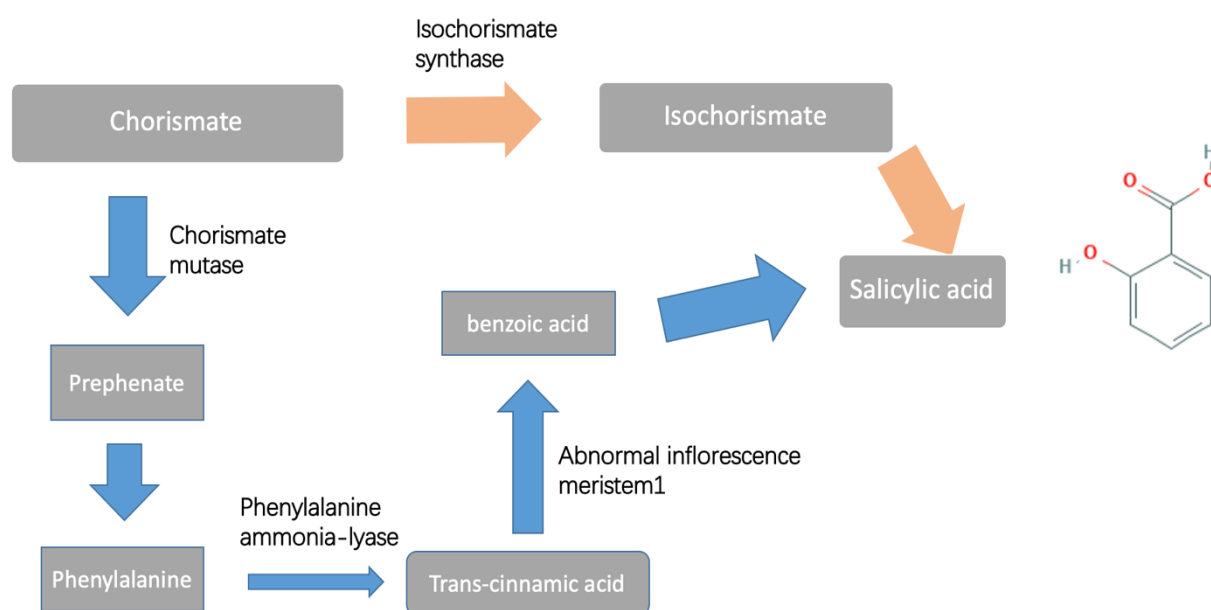 Isochorismate
synthase
Chorismate
Isochorismate
H
O
O
Chorismate
mutase
H
O
Salicylic acid
benzoic acid
Prephenate
Abnormal inflorescence
meristem1
Phenylalanine
ammonia-lyase
Phenylalanine
Trans-cinnamic acid